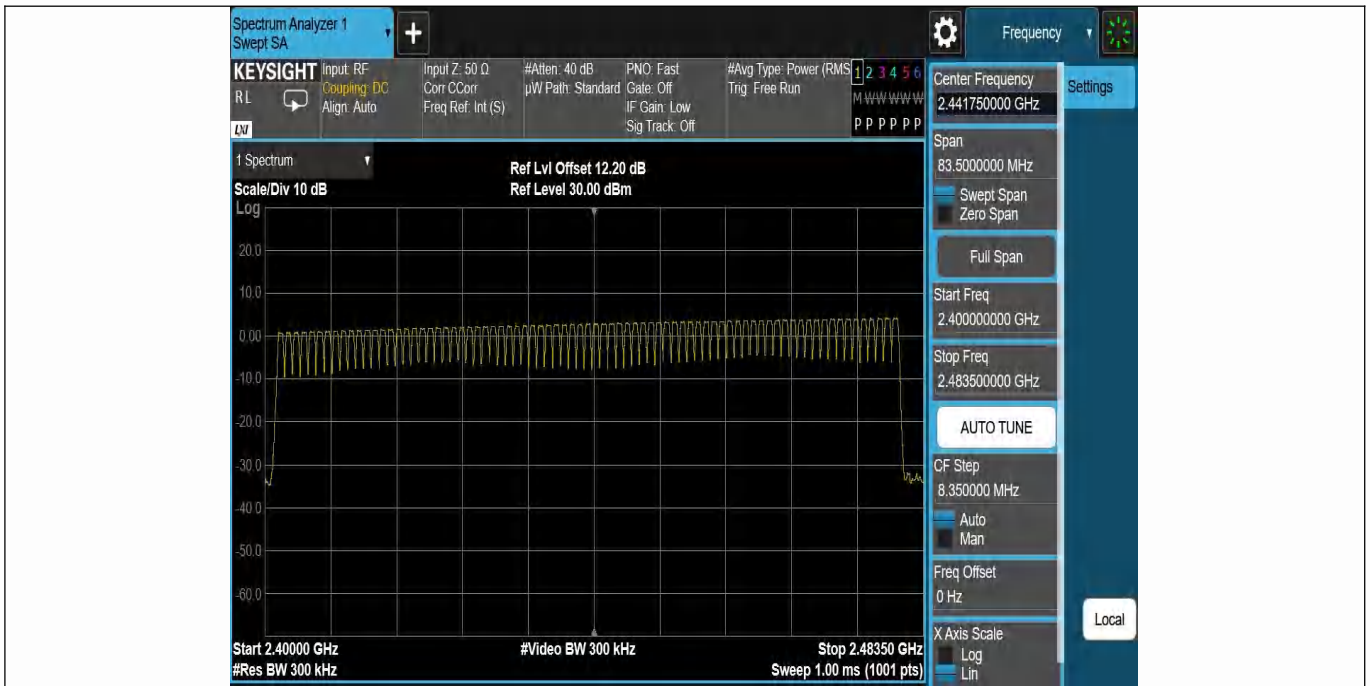 Spectrum Analyzer 1
Swept SA
+
Frequency
KEYSIGHT
RL
LXI
Input: RF
Coupling: DC
Align: Auto
Input Z: 50 Ω
Corr CCorr
Freq Ref: Int (S)
#Atten: 40 dB
µW Path: Standard
PNO: Fast
Gate: Off
IF Gain: Low
Sig Track: Off
#Avg Type: Power (RMS
Trig: Free Run
1 2 3 4 5 6
M W W W W W
P P P P P P
1 Spectrum
Scale/Div 10 dB
Log
Ref Lvl Offset 12.20 dB
Ref Level 30.00 dBm
20.0
10.0
0.00
-10.0
-20.0
-30.0
-40.0
-50.0
-60.0
Start 2.40000 GHz
#Res BW 300 kHz
#Video BW 300 kHz
Stop 2.48350 GHz
Sweep 1.00 ms (1001 pts)
Center Frequency
2.441750000 GHz
Settings
Span
83.5000000 MHz
Swept Span
Zero Span
Full Span
Start Freq
2.400000000 GHz
Stop Freq
2.483500000 GHz
AUTO TUNE
CF Step
8.350000 MHz
Auto
Man
Freq Offset
0 Hz
X Axis Scale
Log
Lin
Local